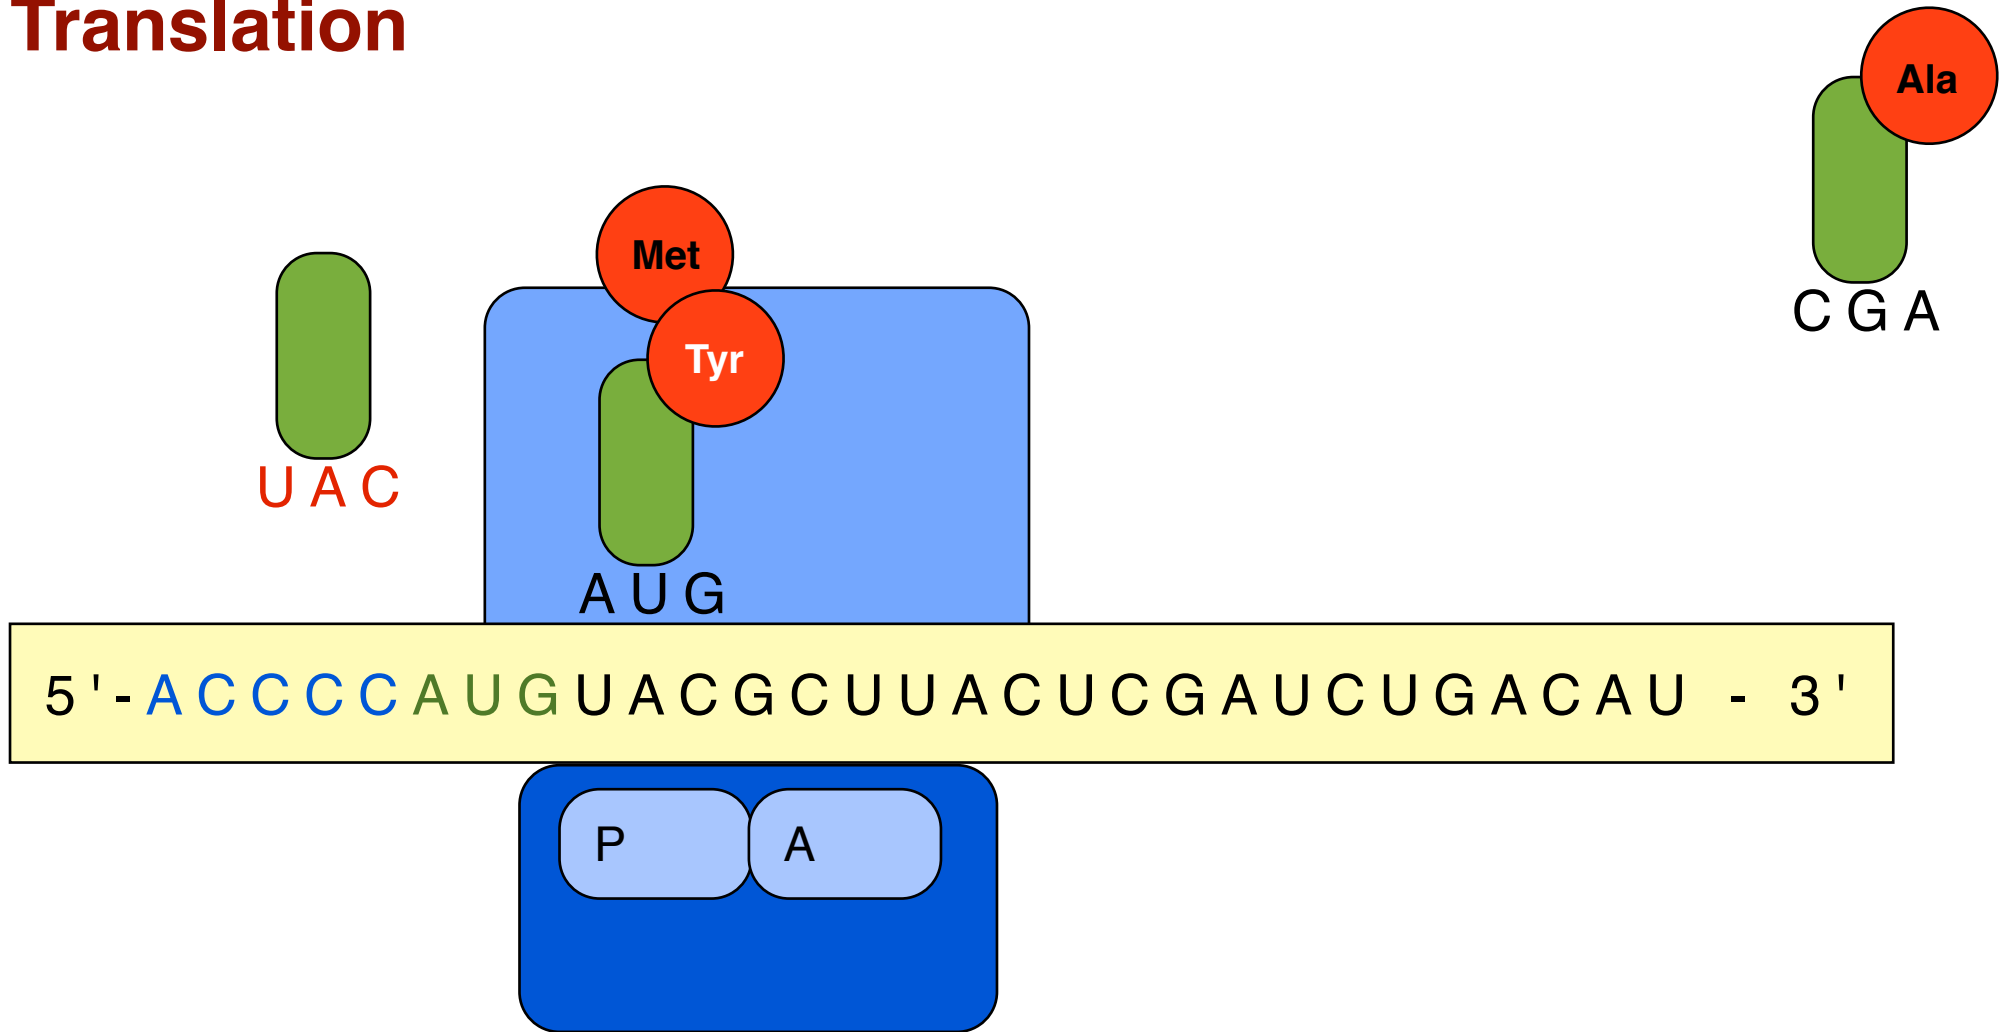 Translation
Ala
Met
C G A
Tyr
U A C
A U G
5'-ACCCCAUGUACGCUUACUCGAUCUGACAU - 3'
P A